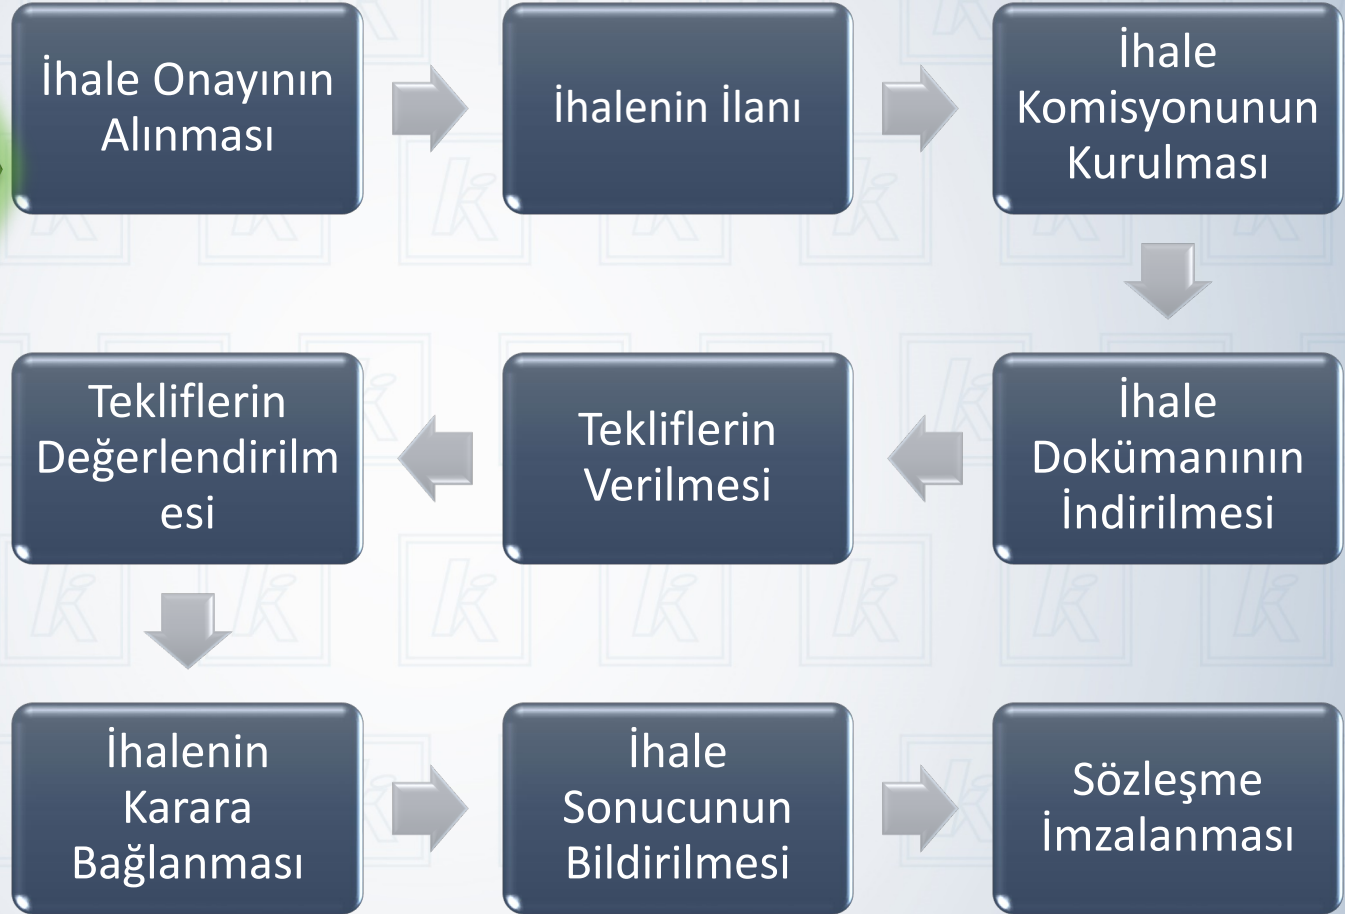 İhale Onayının
Alınması
İhalenin İlanı
İhale
Komisyonunun
Kurulması
İhale
Dokümanının
İndirilmesi
Tekliflerin
Verilmesi
Tekliflerin
Değerlendirilm
esi
İhalenin
Karara
Bağlanması
İhale
Sonucunun
Bildirilmesi
Sözleşme
İmzalanması